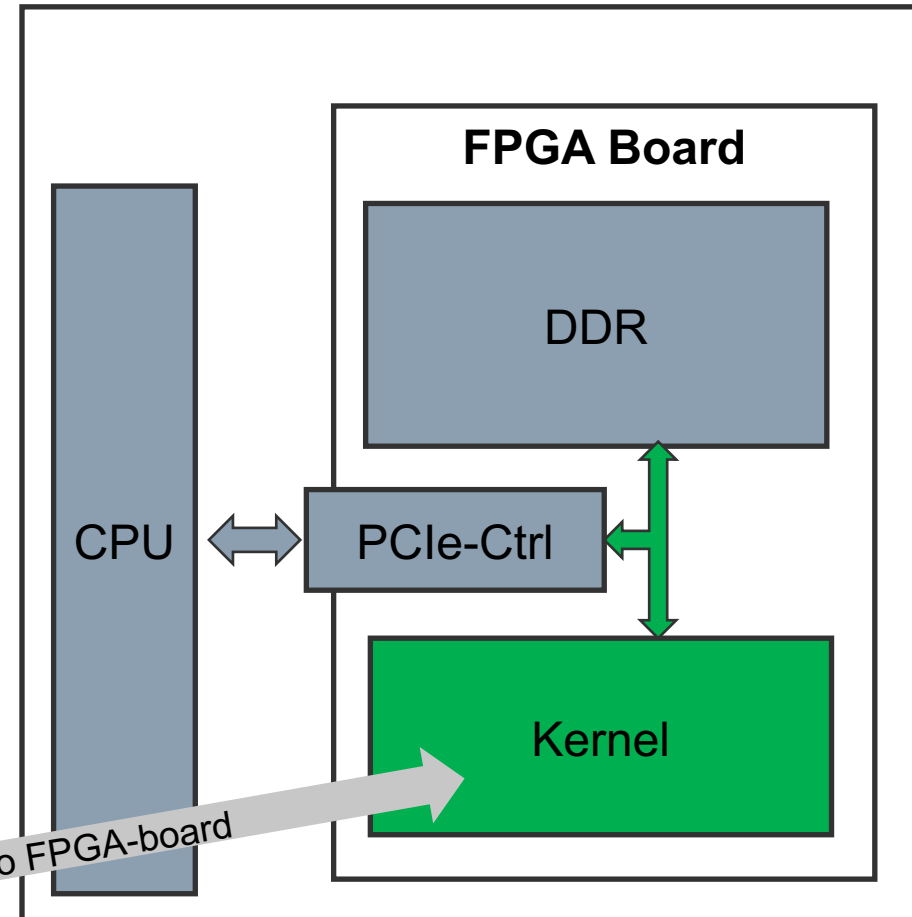 FPGA Board
DDR
CPU
PCIe-Ctrl
Kernel
o FPGA-board